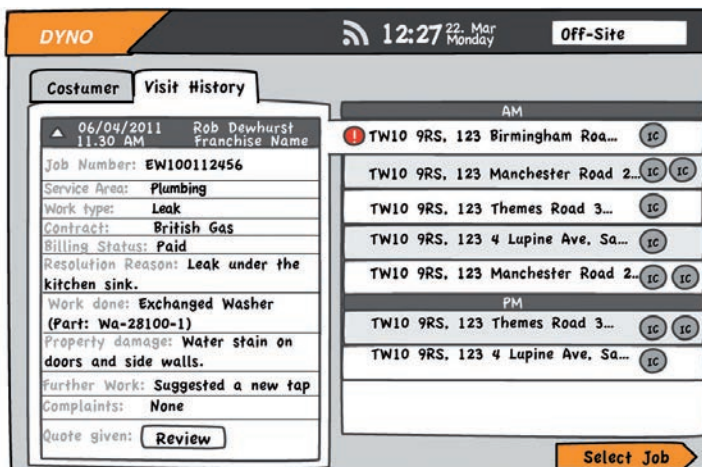 DYNO
12:27 22. Mar Monday
Off-Site
Costumer
Visit History
06/04/2011 Rob Dewhurst
11.30 AM Franchise Name
Job Number: EW100112456
Service Area: Plumbing
Work type: Leak
Contract: British Gas
Billing Status: Paid
Resolution Reason: Leak under the
kitchen sink.
Work done: Exchanged Washer
(Part: Wa-28100-1)
Property damage: Water stain on
doors and side walls.
Further Work: Suggested a new tap
Complaints: None
Quote given: Review
AM
! TW10 9RS, 123 Birmingham Roa... IC
TW10 9RS, 123 Manchester Road 2... IC IC
TW10 9RS, 123 Themes Road 3... IC
TW10 9RS, 123 4 Lupine Ave, Sa... IC
TW10 9RS, 123 Manchester Road 2... IC IC
PM
TW10 9RS, 123 Themes Road 3... IC IC
TW10 9RS, 123 4 Lupine Ave, Sa... IC
Select Job